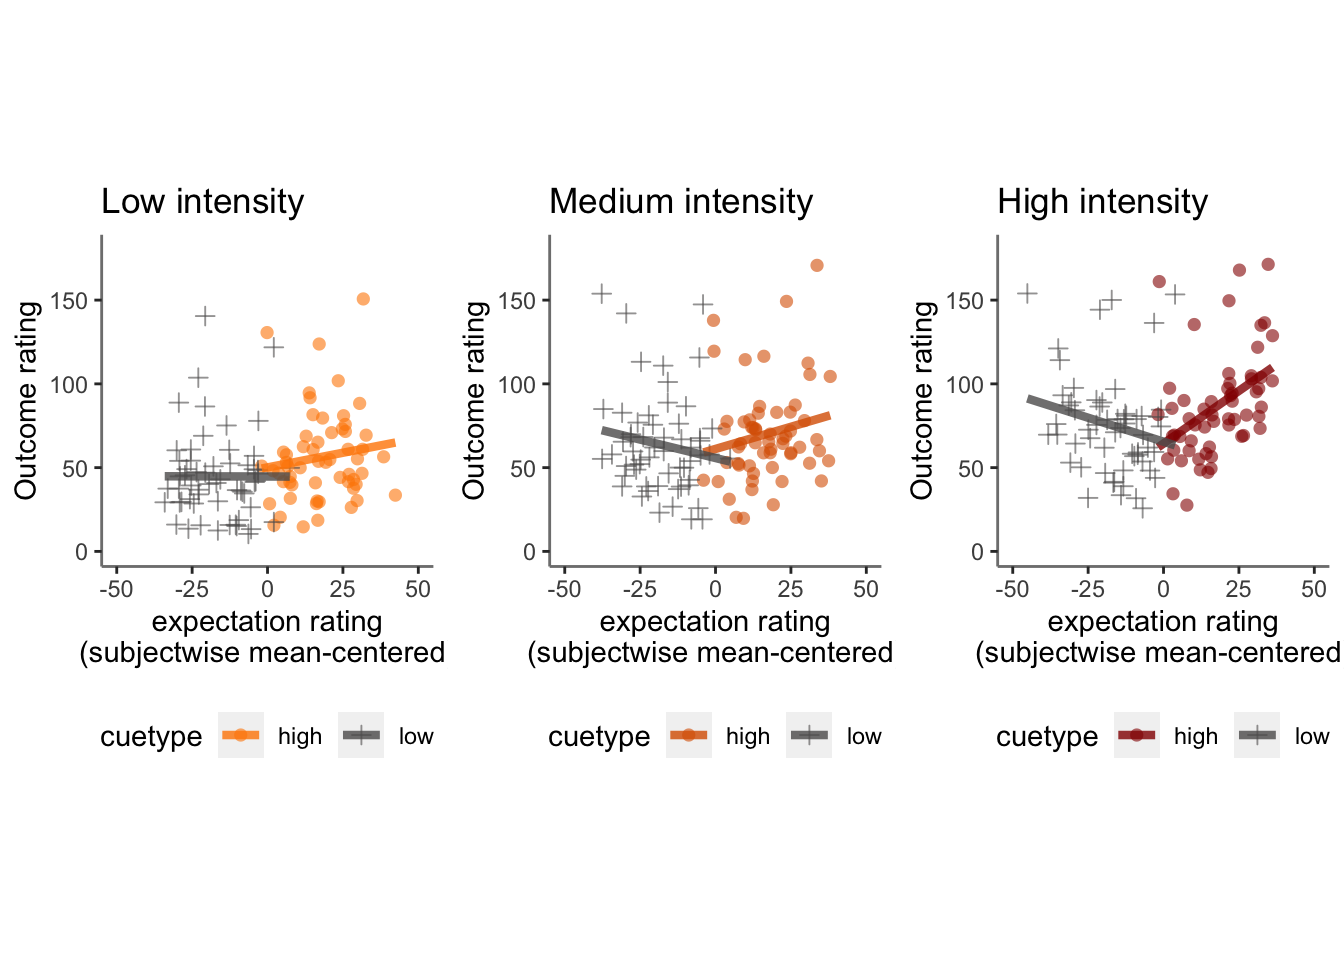 Low intensity
Outcome rating
150
100
50
0
-50 -25 0 25 50
expectation rating
(subjectwise mean-centered
cuetype high low
Medium intensity
Outcome rating
150
100
50
0
-50 -25 0 25 50
expectation rating
(subjectwise mean-centered
cuetype high low
High intensity
Outcome rating
150
100
50
0
-50 -25 0 25 50
expectation rating
(subjectwise mean-centered
cuetype high low